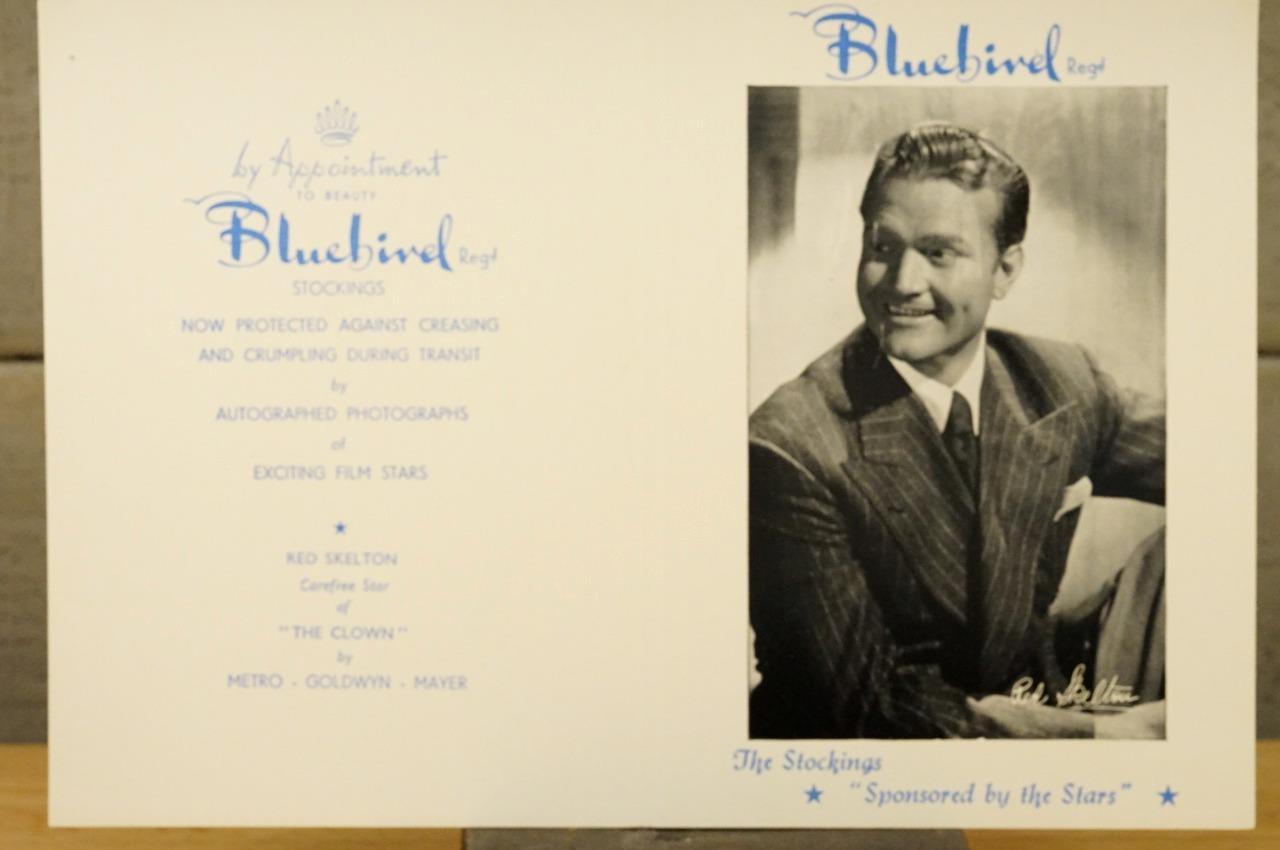 by Appointment
TO BEAUTY
Bluebird Regd
STOCKINGS
NOW PROTECTED AGAINST CREASING
AND CRUMPLING DURING TRANSIT
by
AUTOGRAPHED PHOTOGRAPHS
of
EXCITING FILM STARS
★
RED SKELTON
Carefree Star
of
"THE CLOWN"
by
METRO - GOLDWYN - MAYER
Bluebird Regd
Red Skelton
The Stockings
★ "Sponsored by the Stars" ★